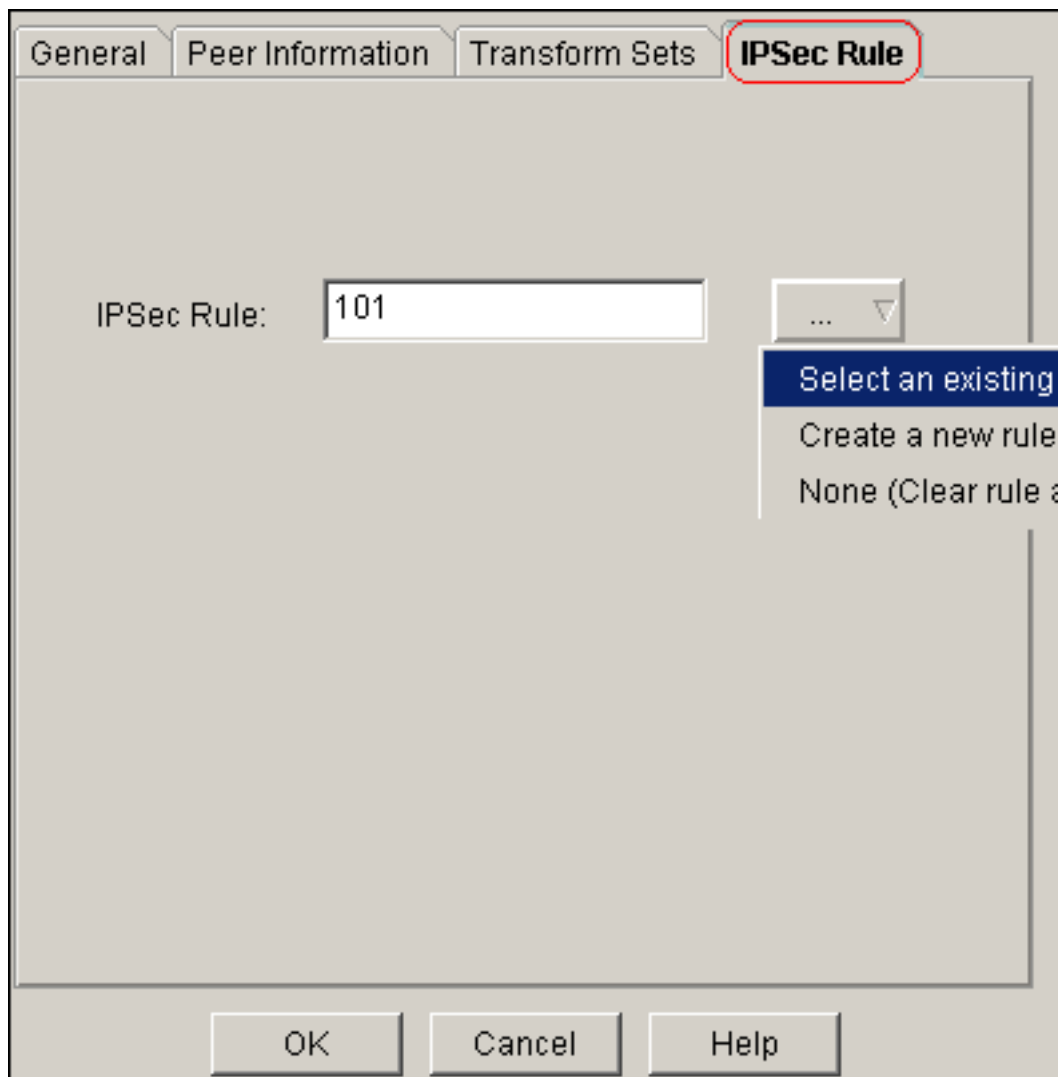 General Peer Information Transform Sets IPSec Rule
IPSec Rule: 101 ...
Select an existing
Create a new rule
None (Clear rule a
OK Cancel Help